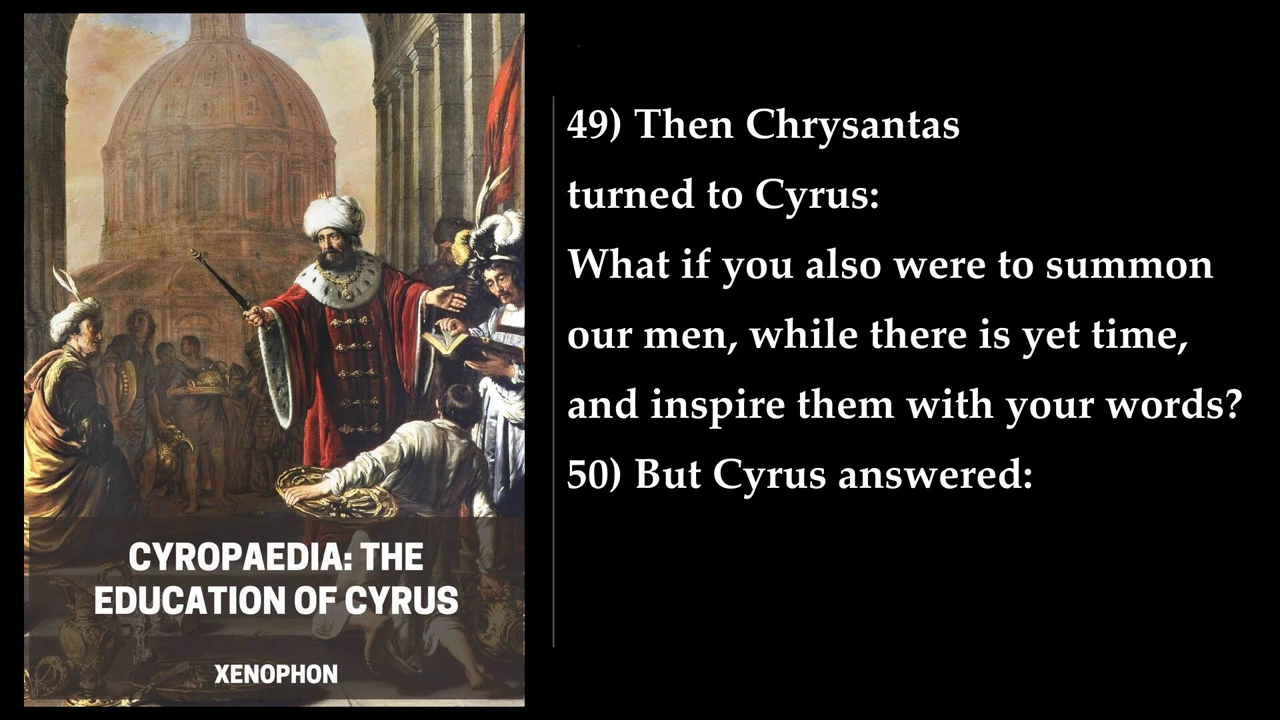 CYROPAEDIA: THE
EDUCATION OF CYRUS
XENOPHON
49) Then Chrysantas
turned to Cyrus:
What if you also were to summon
our men, while there is yet time,
and inspire them with your words?
50) But Cyrus answered: